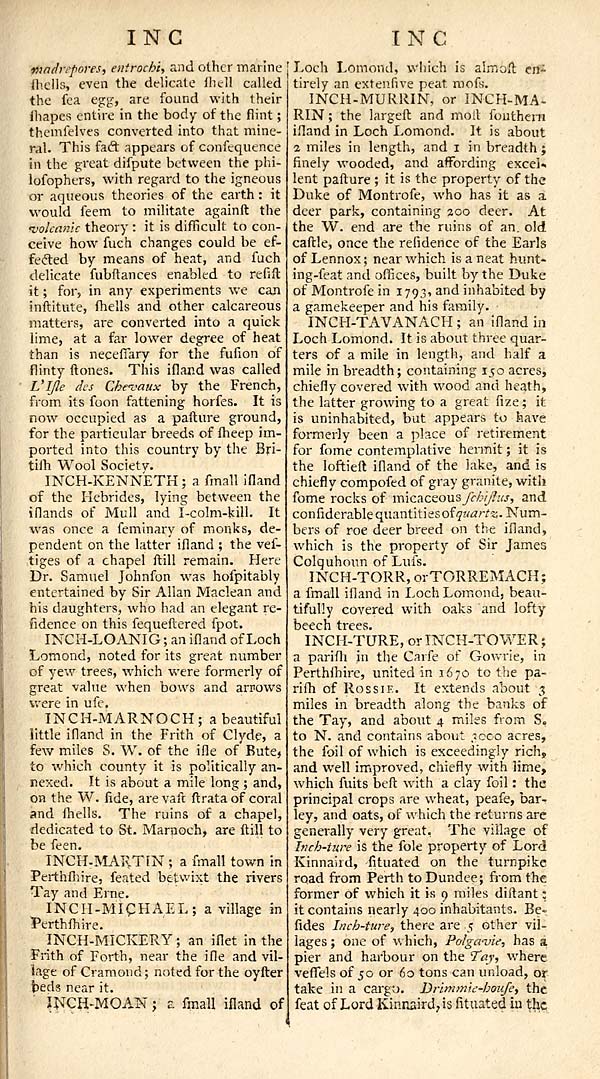 INC
INC
madrepores, entrochi, and other marine
ſhells, even the delicate ſhell called
the ſea egg, are found with their
ſhapes entire in the body of the flint;
themſelves converted into that mine-
ral. This fact appears of conſequence
in the great diſpute between the phi-
loſophers, with regard to the igneous
or aqueous theories of the earth: it
would ſeem to militate againſt the
volcanic theory: it is difficult to con-
ceive how ſuch changes could be ef-
fected by means of heat, and ſuch
delicate ſubſtances enabled to reſiſt
it; for, in any experiments we can
inſtitute, ſhells and other calcareous
matters, are converted into a quick
lime, at a far lower degree of heat
than is neceſſary for the fuſion of
flinty ſtones. This iſland was called
L'Iſle des Chevaux by the French,
from its ſoon fattening horſes. It is
now occupied as a paſture ground,
for the particular breeds of ſheep im-
ported into this country by the Bri-
tiſh Wool Society.
INCH-KENNETH; a ſmall iſland
of the Hebrides, lying between the
iſlands of Mull and I-colm-kill. It
was once a ſeminary of monks, de-
pendent on the latter iſland; the veſ-
tiges of a chapel ſtill remain. Here
Dr. Samuel Johnſon was hoſpitably
entertained by Sir Allan Maclean and
his daughters, who had an elegant re-
ſidence on this ſequeſtered ſpot.
INCH-LOANIG; an iſland of Loch
Lomond, noted for its great number
of yew trees, which were formerly of
great value when bows and arrows
were in uſe.
INCH-MARNOCH; a beautiful
little iſland in the Frith of Clyde, a
few miles S. W. of the iſle of Bute,
to which county it is politically an-
nexed. It is about a mile long; and,
on the W. ſide, are vaſt ſtrata of coral
and ſhells. The ruins of a chapel,
dedicated to St. Marnoch, are ſtill to
be ſeen.
INCH-MARTIN; a ſmall town in
Perthſhire, ſeated betwixt the rivers
Tay and Erne.
INCH-MICHAEL; a village in
Perthſhire.
INCH-MICKERY; an iſlet in the
Frith of Forth, near the iſle and vil-
lage of Cramond; noted for the oyſter
beds near it.
INCH-MOAN; a ſmall iſland of
Loch Lomond, which is almoſt en-
tirely an extenſive peat moſs.
INCH-MURRIN, or INCH-MA-
RIN; the largeſt and moſt ſouthern
iſland in Loch Lomond. It is about
2 miles in length, and 1 in breadth;
finely wooded, and affording excel-
lent paſture; it is the property of the
Duke of Montroſe, who has it as a
deer park, containing 200 deer. At
the W. end are the ruins of an old
caſtle, once the reſidence of the Earls
of Lennox; near which is a neat hunt-
ing-ſeat and offices, built by the Duke
of Montroſe in 1793, and inhabited by
a gamekeeper and his family.
INCH-TAVANACH; an iſland in
Loch Lomond. It is about three quar-
ters of a mile in length, and half a
mile in breadth; containing 150 acres,
chiefly covered with wood and heath,
the latter growing to a great ſize; it
is uninhabited, but appears to have
formerly been a place of retirement
for ſome contemplative hermit; it is
the loftieſt iſland of the lake, and is
chiefly compoſed of gray granite, with
ſome rocks of micaceous ſchiſtus, and
conſiderable quantities of quartz. Num-
bers of roe deer breed on the iſland,
which is the property of Sir James
Colquhoun of Luſs.
INCH-TORR, or TORREMACH;
a ſmall iſland in Loch Lomond, beau-
tifully covered with oaks and lofty
beech trees.
INCH-TURE, or INCH-TOWER;
a pariſh in the Carſe of Gowrie, in
Perthſhire, united in 1670 to the pa-
riſh of ROSSIE. It extends about 3
miles in breadth along the banks of
the Tay, and about 4 miles from S.
to N. and contains about 3000 acres,
the ſoil of which is exceedingly rich,
and well improved, chiefly with lime,
which ſuits beſt with a clay ſoil: the
principal crops are wheat, peaſe, bar-
ley, and oats, of which the returns are
generally very great. The village of
Inch-ture is the ſole property of Lord
Kinnaird, ſituated on the turnpike
road from Perth to Dundee; from the
former of which it is 9 miles diſtant;
it contains nearly 400 inhabitants. Be-
ſides Inch-ture, there are 5 other vil-
lages; one of which, Polgavie, has a
pier and harbour on the Tay, where
veſſels of 50 or 60 tons can unload, or
take in a cargo. Drimmie-houſe, the
ſeat of Lord Kinnaird, is ſituated in the